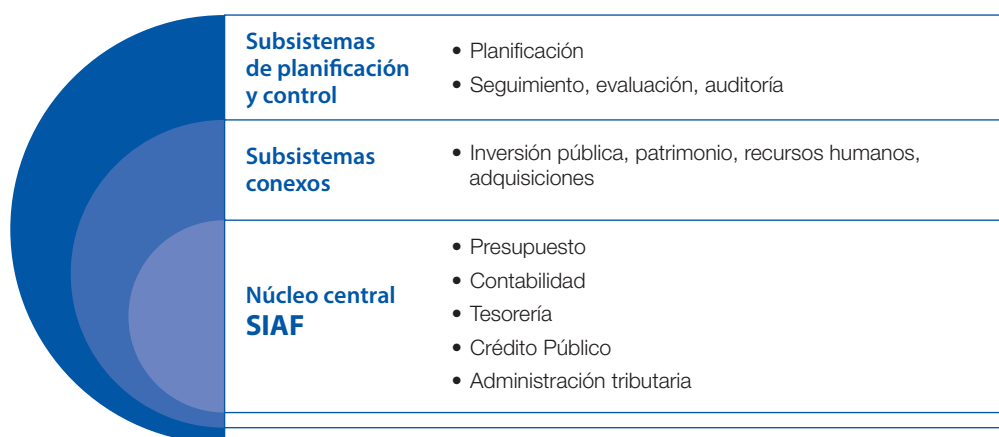 Subsistemas
de planificación
y control
• Planificación
• Seguimiento, evaluación, auditoría
Subsistemas
conexos
• Inversión pública, patrimonio, recursos humanos,
adquisiciones
Núcleo central
SIAF
• Presupuesto
• Contabilidad
• Tesorería
• Crédito Público
• Administración tributaria